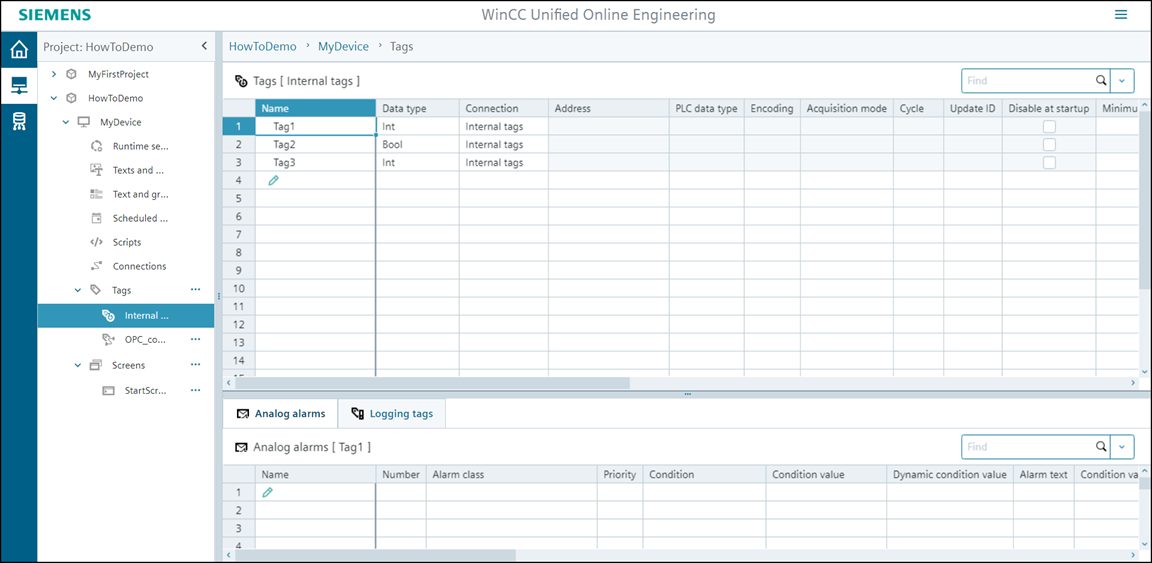 SIEMENS
WinCC Unified Online Engineering
Project: HowToDemo
MyFirstProject
HowToDemo
MyDevice
Runtime se...
Texts and ...
Text and gr...
Scheduled ...
Scripts
Connections
Tags
Internal ...
OPC_co...
Screens
StartScr...
HowToDemo > MyDevice > Tags
Tags [ Internal tags ]
Find
Name Data type Connection Address PLC data type Encoding Acquisition mode Cycle Update ID Disable at startup Minimu
1 Tag1 Int Internal tags
2 Tag2 Bool Internal tags
3 Tag3 Int Internal tags
4
5
6
7
8
9
10
11
12
13
14
Analog alarms
Logging tags
Analog alarms [ Tag1 ]
Find
Name Number Alarm class Priority Condition Condition value Dynamic condition value Alarm text Condition va
1
2
3
4